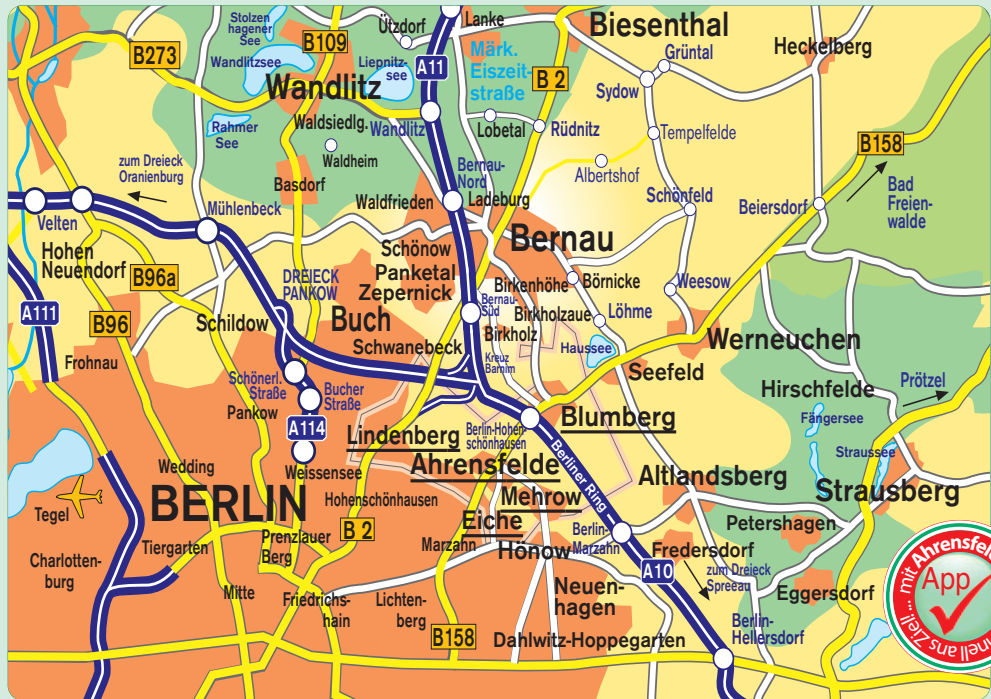 Stolzen
hagener
See
B273
B109
Ützdorf
Lanke
Biesenthal
Grüntal
Heckelberg
Wandlitzsee
Liepnitz-
see
A11
Märk.
Eiszeit-
straße
B 2
Sydow
Wandlitz
Rahmer
See
Waldsiedlg.
Wandlitz
Lobetal
Rüdnitz
Tempelfelde
B158
Waldheim
zum Dreieck
Oranienburg
Bernau-
Nord
Albertshof
Basdorf
Waldfrieden
Ladeburg
Schönfeld
Beiersdorf
Bad
Freien-
walde
Velten
Mühlenbeck
Hohen
Neuendorf
Schönow
Bernau
B96a
DREIECK
PANKOW
Panketal
Zepernick
Birkenhöhe
Börnicke
Weesow
A111
B96
Schildow
Buch
Bernau-
Süd
Birkholzaue
Löhme
Birkholz
Frohnau
Schwanebeck
Kreuz
Barnim
Haussee
Werneuchen
Seefeld
Schönerl.
Straße
Bucher
Straße
Hirschfelde
Prötzel
Pankow
A114
Lindenberg
Berlin-Hohen-
schönhausen
Blumberg
Fängersee
Straussee
Weissensee
Ahrensfelde
Berliner Ring
Wedding
BERLIN
Hohenschönhausen
Mehrow
Altlandsberg
Strausberg
Tegel
Eiche
Petershagen
Tiergarten
Prenzlauer
Berg
B 2
Marzahn
Hönow
Berlin-
Marzahn
Fredersdorf
Charlotten-
burg
A10
zum Dreieck
Spreeau
Mitte
Friedrichs-
hain
Lichten-
berg
Neuen-
hagen
Eggersdorf
B158
Dahlwitz-Hoppegarten
Berlin-
Hellersdorf
... mit Ahrensfel
App
nell ans Ziel!